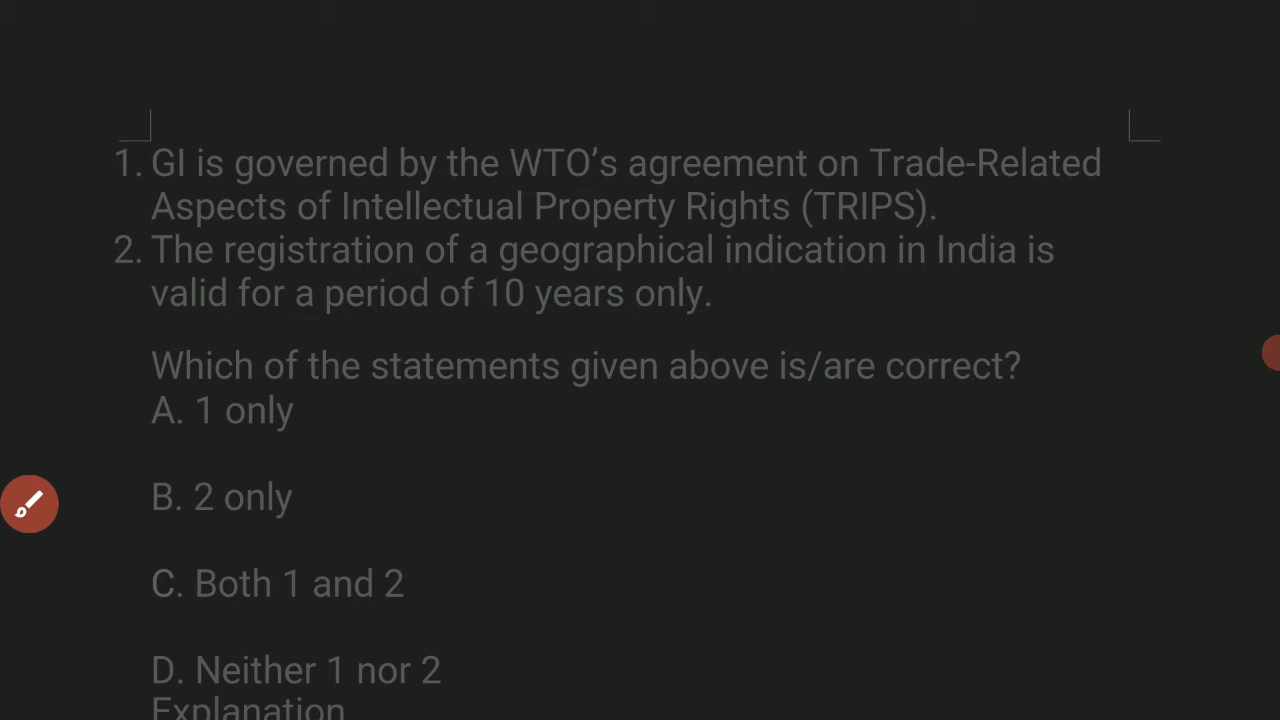 1. GI is governed by the WTO’s agreement on Trade-Related
Aspects of Intellectual Property Rights (TRIPS).
2. The registration of a geographical indication in India is
valid for a period of 10 years only.
Which of the statements given above is/are correct?
A. 1 only
B. 2 only
C. Both 1 and 2
D. Neither 1 nor 2
Explanation